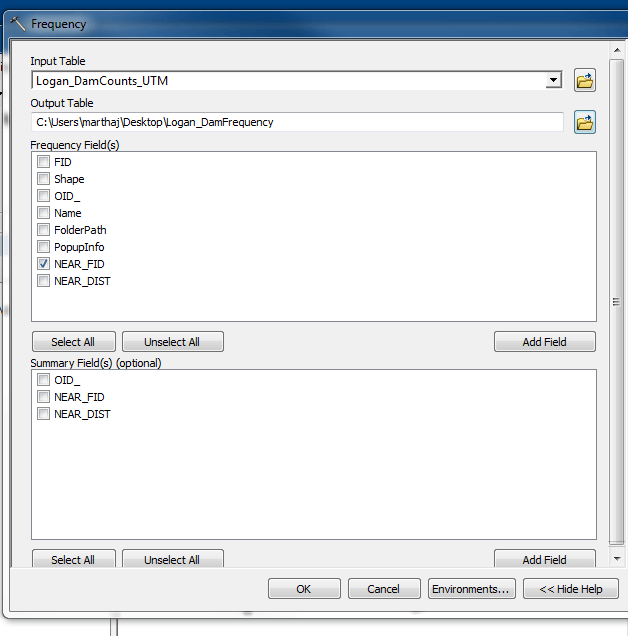 Frequency
Input Table
Logan_DamCounts_UTM
Output Table
C:\Users\marthaj\Desktop\Logan_DamFrequency
Frequency Field(s)
FID
Shape
OID_
Name
FolderPath
PopupInfo
NEAR_FID
NEAR_DIST
Select All Unselect All Add Field
Summary Field(s) (optional)
OID_
NEAR_FID
NEAR_DIST
Select All Unselect All Add Field
OK Cancel Environments... << Hide Help